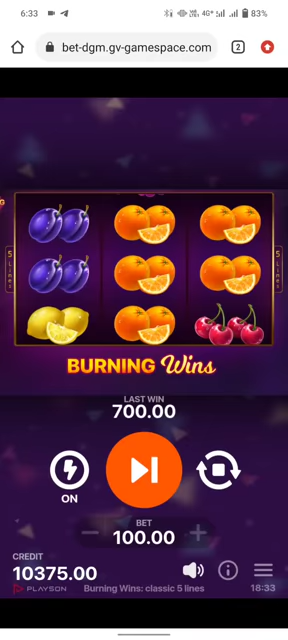 6:33
4G+
83%
bet-dgm.gv-gamespace.com
2
5 Lines
5 Lines
BURNING Wins
LAST WIN
700.00
ON
BET
100.00
CREDIT
10375.00
PLAYSON
Burning Wins: classic 5 lines
18:33